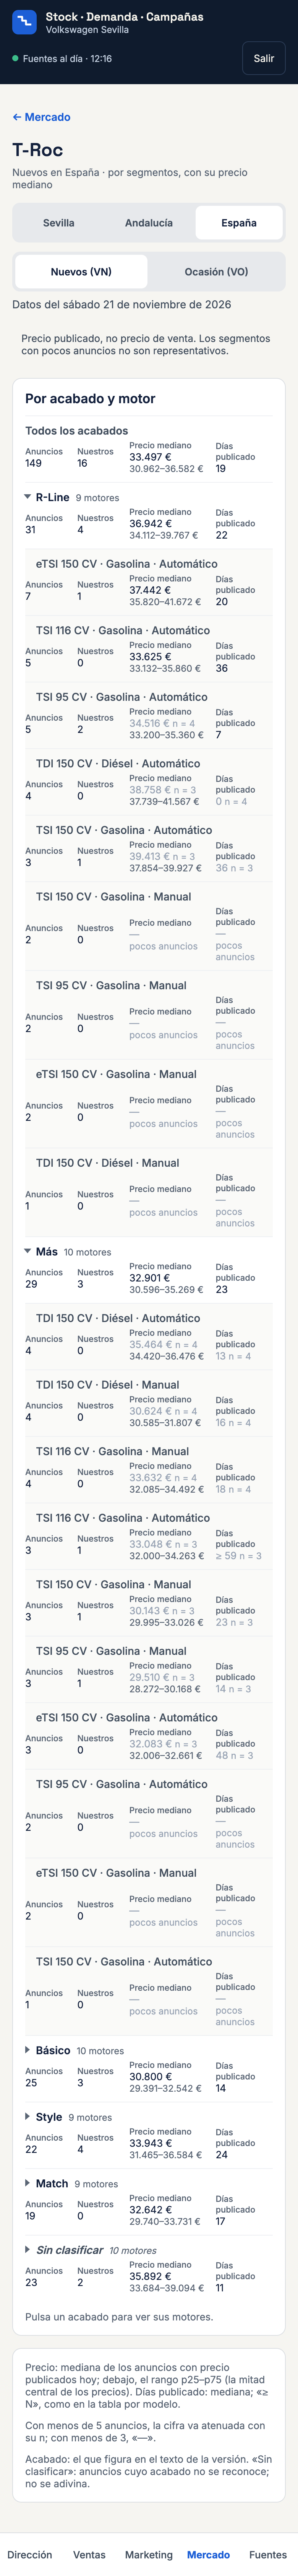 Stock · Demanda · Campañas
Volkswagen Sevilla
Fuentes al día · 12:16
Salir
← Mercado
T-Roc
Nuevos en España · por segmentos, con su precio
mediano
Sevilla Andalucía España
Nuevos (VN) Ocasión (VO)
Datos del sábado 21 de noviembre de 2026
Precio publicado, no precio de venta. Los segmentos
con pocos anuncios no son representativos.
Por acabado y motor
Todos los acabados
Anuncios Nuestros Precio mediano Días publicado
149 16 33.497 € 19
30.962–36.582 €
R-Line 9 motores
Anuncios Nuestros Precio mediano Días publicado
31 4 36.942 € 22
34.112–39.767 €
eTSI 150 CV · Gasolina · Automático
Anuncios Nuestros Precio mediano Días publicado
7 1 37.442 € 20
35.820–41.672 €
TSI 116 CV · Gasolina · Automático
Anuncios Nuestros Precio mediano Días publicado
5 0 33.625 € 36
33.132–35.860 €
TSI 95 CV · Gasolina · Automático
Anuncios Nuestros Precio mediano Días publicado
5 2 34.516 € n = 4 7
33.200–35.360 €
TDI 150 CV · Diésel · Automático
Anuncios Nuestros Precio mediano Días publicado
4 0 38.758 € n = 3 0 n = 4
37.739–41.567 €
TSI 150 CV · Gasolina · Automático
Anuncios Nuestros Precio mediano Días publicado
3 1 39.413 € n = 3 36 n = 3
37.854–39.927 €
TSI 150 CV · Gasolina · Manual
Anuncios Nuestros Precio mediano Días publicado
2 0 — —
pocos anuncios pocos anuncios
TSI 95 CV · Gasolina · Manual
Anuncios Nuestros Precio mediano Días publicado
2 0 — —
pocos anuncios pocos anuncios
eTSI 150 CV · Gasolina · Manual
Anuncios Nuestros Precio mediano Días publicado
2 0 — —
pocos anuncios pocos anuncios
TDI 150 CV · Diésel · Manual
Anuncios Nuestros Precio mediano Días publicado
1 0 — —
pocos anuncios pocos anuncios
Más 10 motores
Anuncios Nuestros Precio mediano Días publicado
29 3 32.901 € 23
30.596–35.269 €
TDI 150 CV · Diésel · Automático
Anuncios Nuestros Precio mediano Días publicado
4 0 35.464 € n = 4 13 n = 4
34.420–36.476 €
TDI 150 CV · Diésel · Manual
Anuncios Nuestros Precio mediano Días publicado
4 0 30.624 € n = 4 16 n = 4
30.585–31.807 €
TSI 116 CV · Gasolina · Manual
Anuncios Nuestros Precio mediano Días publicado
4 0 33.632 € n = 4 18 n = 4
32.085–34.492 €
TSI 116 CV · Gasolina · Automático
Anuncios Nuestros Precio mediano Días publicado
3 1 33.048 € n = 3 ≥ 59 n = 3
32.000–34.263 €
TSI 150 CV · Gasolina · Manual
Anuncios Nuestros Precio mediano Días publicado
3 1 30.143 € n = 3 23 n = 3
29.995–33.026 €
TSI 95 CV · Gasolina · Manual
Anuncios Nuestros Precio mediano Días publicado
3 1 29.510 € n = 3 14 n = 3
28.272–30.168 €
eTSI 150 CV · Gasolina · Automático
Anuncios Nuestros Precio mediano Días publicado
3 0 32.083 € n = 3 48 n = 3
32.006–32.661 €
TSI 95 CV · Gasolina · Automático
Anuncios Nuestros Precio mediano Días publicado
2 0 — —
pocos anuncios pocos anuncios
eTSI 150 CV · Gasolina · Manual
Anuncios Nuestros Precio mediano Días publicado
2 0 — —
pocos anuncios pocos anuncios
TSI 150 CV · Gasolina · Automático
Anuncios Nuestros Precio mediano Días publicado
1 0 — —
pocos anuncios pocos anuncios
Básico 10 motores
Anuncios Nuestros Precio mediano Días publicado
25 3 30.800 € 14
29.391–32.542 €
Style 9 motores
Anuncios Nuestros Precio mediano Días publicado
22 4 33.943 € 24
31.465–36.584 €
Match 9 motores
Anuncios Nuestros Precio mediano Días publicado
19 0 32.642 € 17
29.740–33.731 €
Sin clasificar 10 motores
Anuncios Nuestros Precio mediano Días publicado
23 2 35.892 € 11
33.684–39.094 €
Pulsa un acabado para ver sus motores.
Precio: mediana de los anuncios con precio
publicados hoy; debajo, el rango p25–p75 (la mitad
central de los precios). Días publicado: mediana; «≥
N», como en la tabla por modelo.
Con menos de 5 anuncios, la cifra va atenuada con
su n; con menos de 3, «—».
Acabado: el que figura en el texto de la versión. «Sin
clasificar»: anuncios cuyo acabado no se reconoce;
no se adivina.
Dirección Ventas Marketing Mercado Fuentes